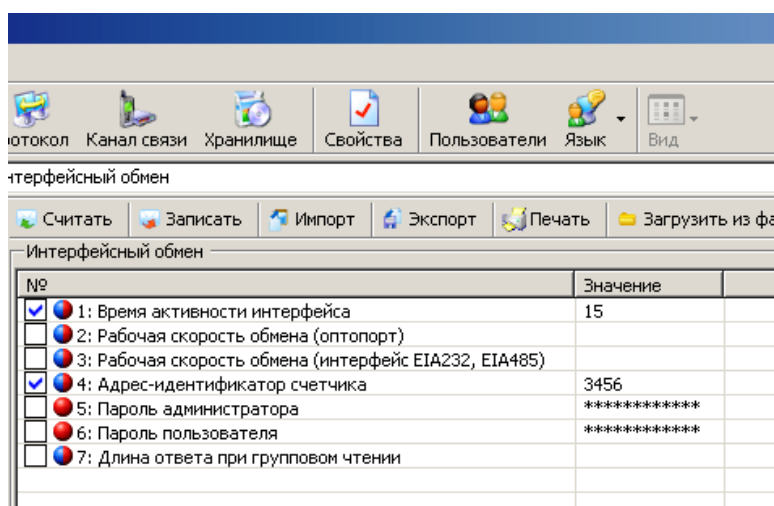 отокол Канал связи Хранилище Свойства Пользователи Язык Вид
нтерфейсный обмен
Считать Записать Импорт Экспорт Печать Загрузить из фа
Интерфейсный обмен
№ Значение
1: Время активности интерфейса 15
2: Рабочая скорость обмена (оптопорт)
3: Рабочая скорость обмена (интерфейс EIA232, EIA485)
4: Адрес-идентификатор счетчика 3456
5: Пароль администратора ************
6: Пароль пользователя ************
7: Длина ответа при групповом чтении